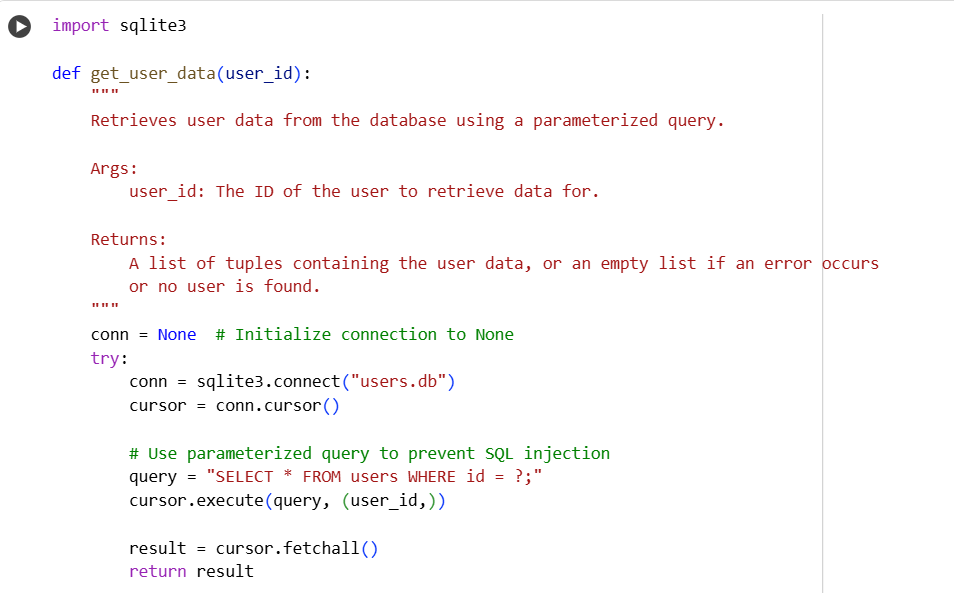 import sqlite3

def get_user_data(user_id):
    """
    Retrieves user data from the database using a parameterized query.

    Args:
        user_id: The ID of the user to retrieve data for.

    Returns:
        A list of tuples containing the user data, or an empty list if an error occurs
        or no user is found.
    """
    conn = None  # Initialize connection to None
    try:
        conn = sqlite3.connect("users.db")
        cursor = conn.cursor()

        # Use parameterized query to prevent SQL injection
        query = "SELECT * FROM users WHERE id = ?;"
        cursor.execute(query, (user_id,))

        result = cursor.fetchall()
        return result